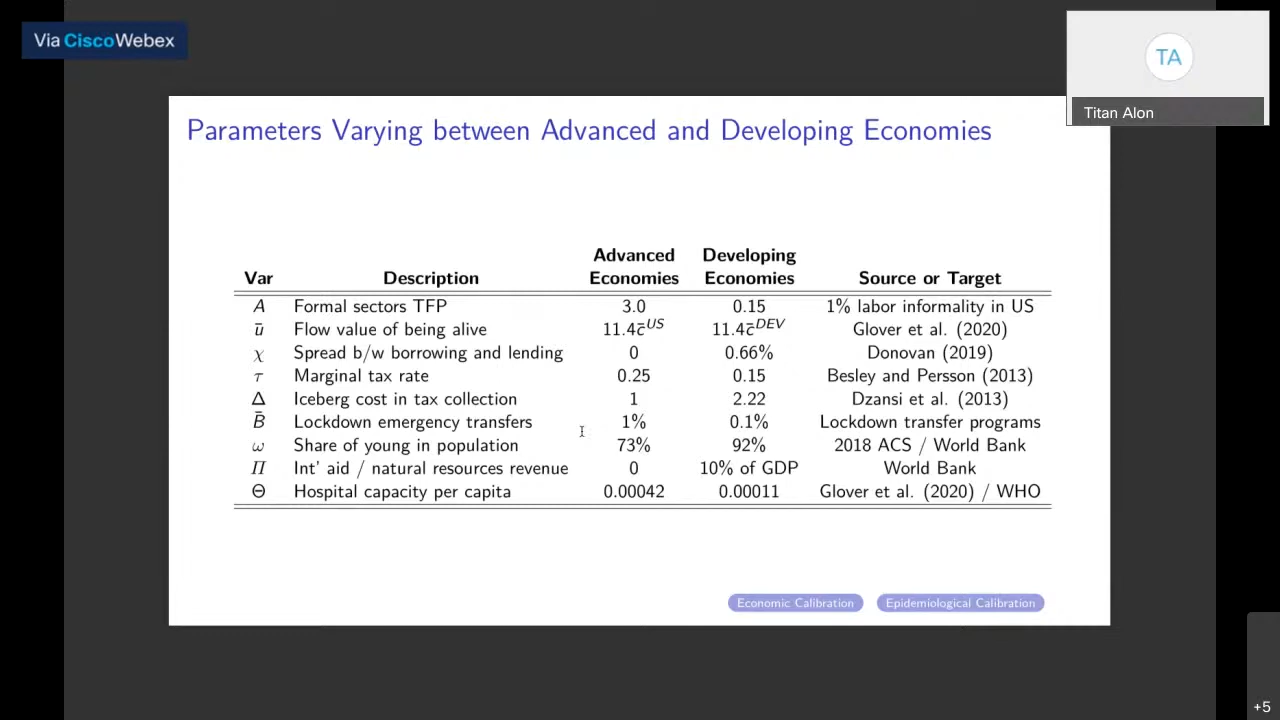 Via CiscoWebex
TA
Titan Alon
Parameters Varying between Advanced and Developing Economies
Advanced Developing
Var Description Economies Economies Source or Target
A Formal sectors TFP 3.0 0.15 1% labor informality in US
ū Flow value of being alive 11.4c̄^US 11.4c̄^DEV Glover et al. (2020)
χ Spread b/w borrowing and lending 0 0.66% Donovan (2019)
τ Marginal tax rate 0.25 0.15 Besley and Persson (2013)
Δ Iceberg cost in tax collection 1 2.22 Dzansi et al. (2013)
B̄ Lockdown emergency transfers 1% 0.1% Lockdown transfer programs
ω Share of young in population 73% 92% 2018 ACS / World Bank
Π Int' aid / natural resources revenue 0 10% of GDP World Bank
Θ Hospital capacity per capita 0.00042 0.00011 Glover et al. (2020) / WHO
Economic Calibration Epidemiological Calibration
+5